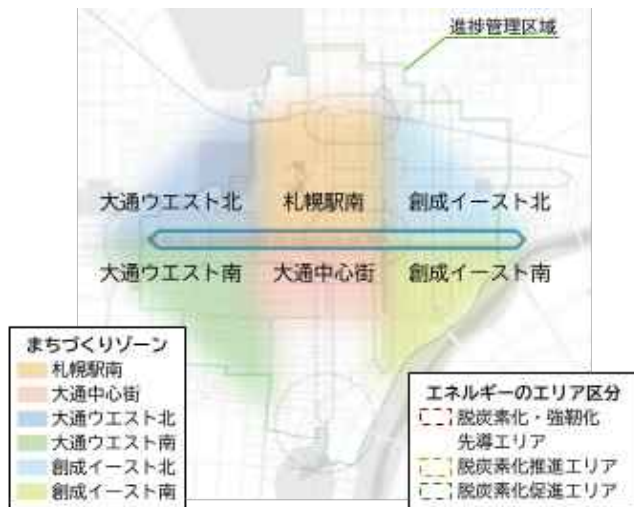 進捗管理区域
大通ウエスト北 札幌駅南 創成イースト北
大通ウエスト南 大通中心街 創成イースト南
まちづくりゾーン
札幌駅南
大通中心街
大通ウエスト北
大通ウエスト南
創成イースト北
創成イースト南
エネルギーのエリア区分
脱炭素化・強靭化
先導エリア
脱炭素化推進エリア
脱炭素化促進エリア